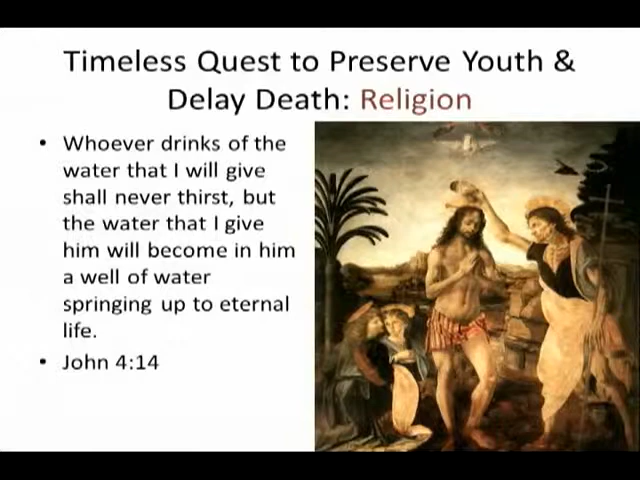 Timeless Quest to Preserve Youth &
Delay Death: Religion
• Whoever drinks of the
water that I will give
shall never thirst, but
the water that I give
him will become in him
a well of water
springing up to eternal
life.
• John 4:14